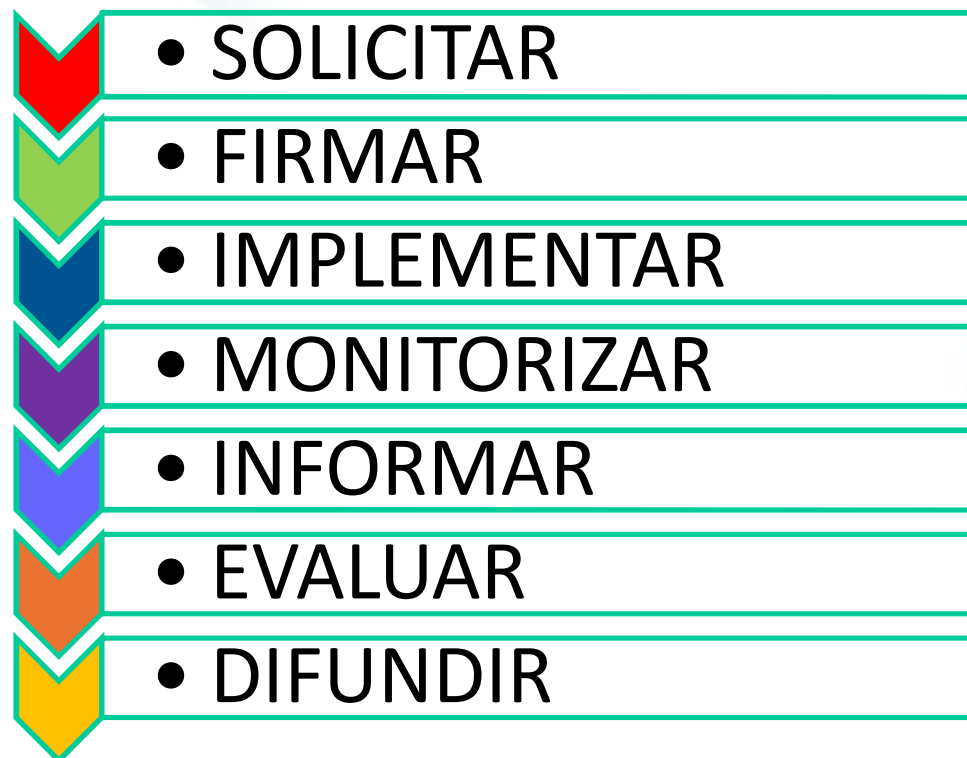 • SOLICITAR
• FIRMAR
• IMPLEMENTAR
• MONITORIZAR
• INFORMAR
• EVALUAR
• DIFUNDIR